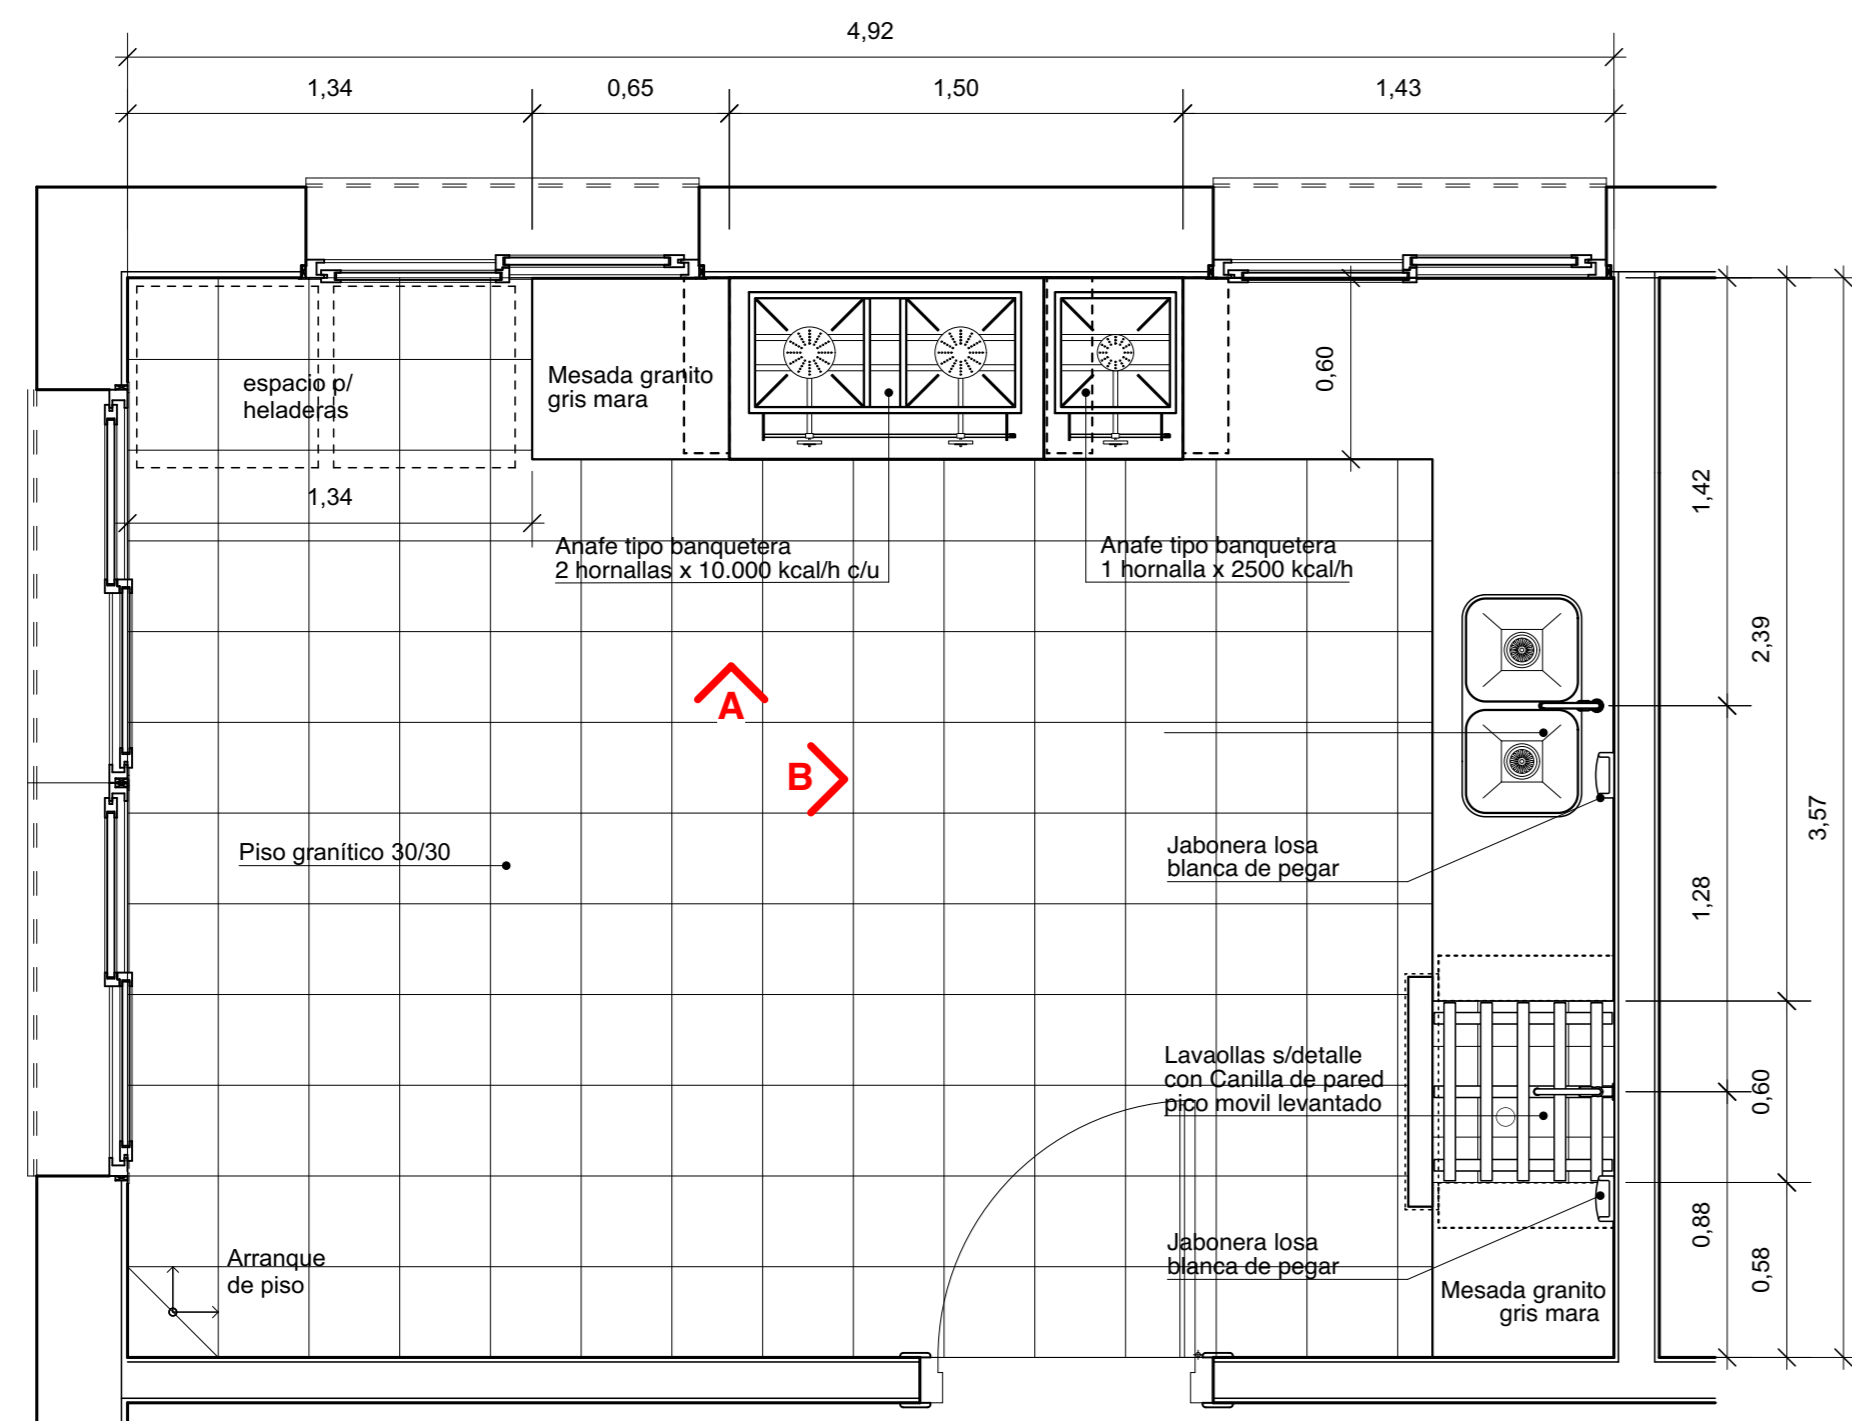 4,92
1,34
0,65
1,50
1,43
espacio p/
heladeras
Mesada granito
gris mara
0,60
1,34
Anafe tipo banquetera
2 hornallas x 10.000 kcal/h c/u
Anafe tipo banquetera
1 hornalla x 2500 kcal/h
1,42
2,39
A
B
3,57
Piso granítico 30/30
Jabonera losa
blanca de pegar
1,28
Lavaollas s/detalle
con Canilla de pared
pico movil levantado
0,60
Arranque
de piso
Jabonera losa
blanca de pegar
0,88
0,58
Mesada granito
gris mara